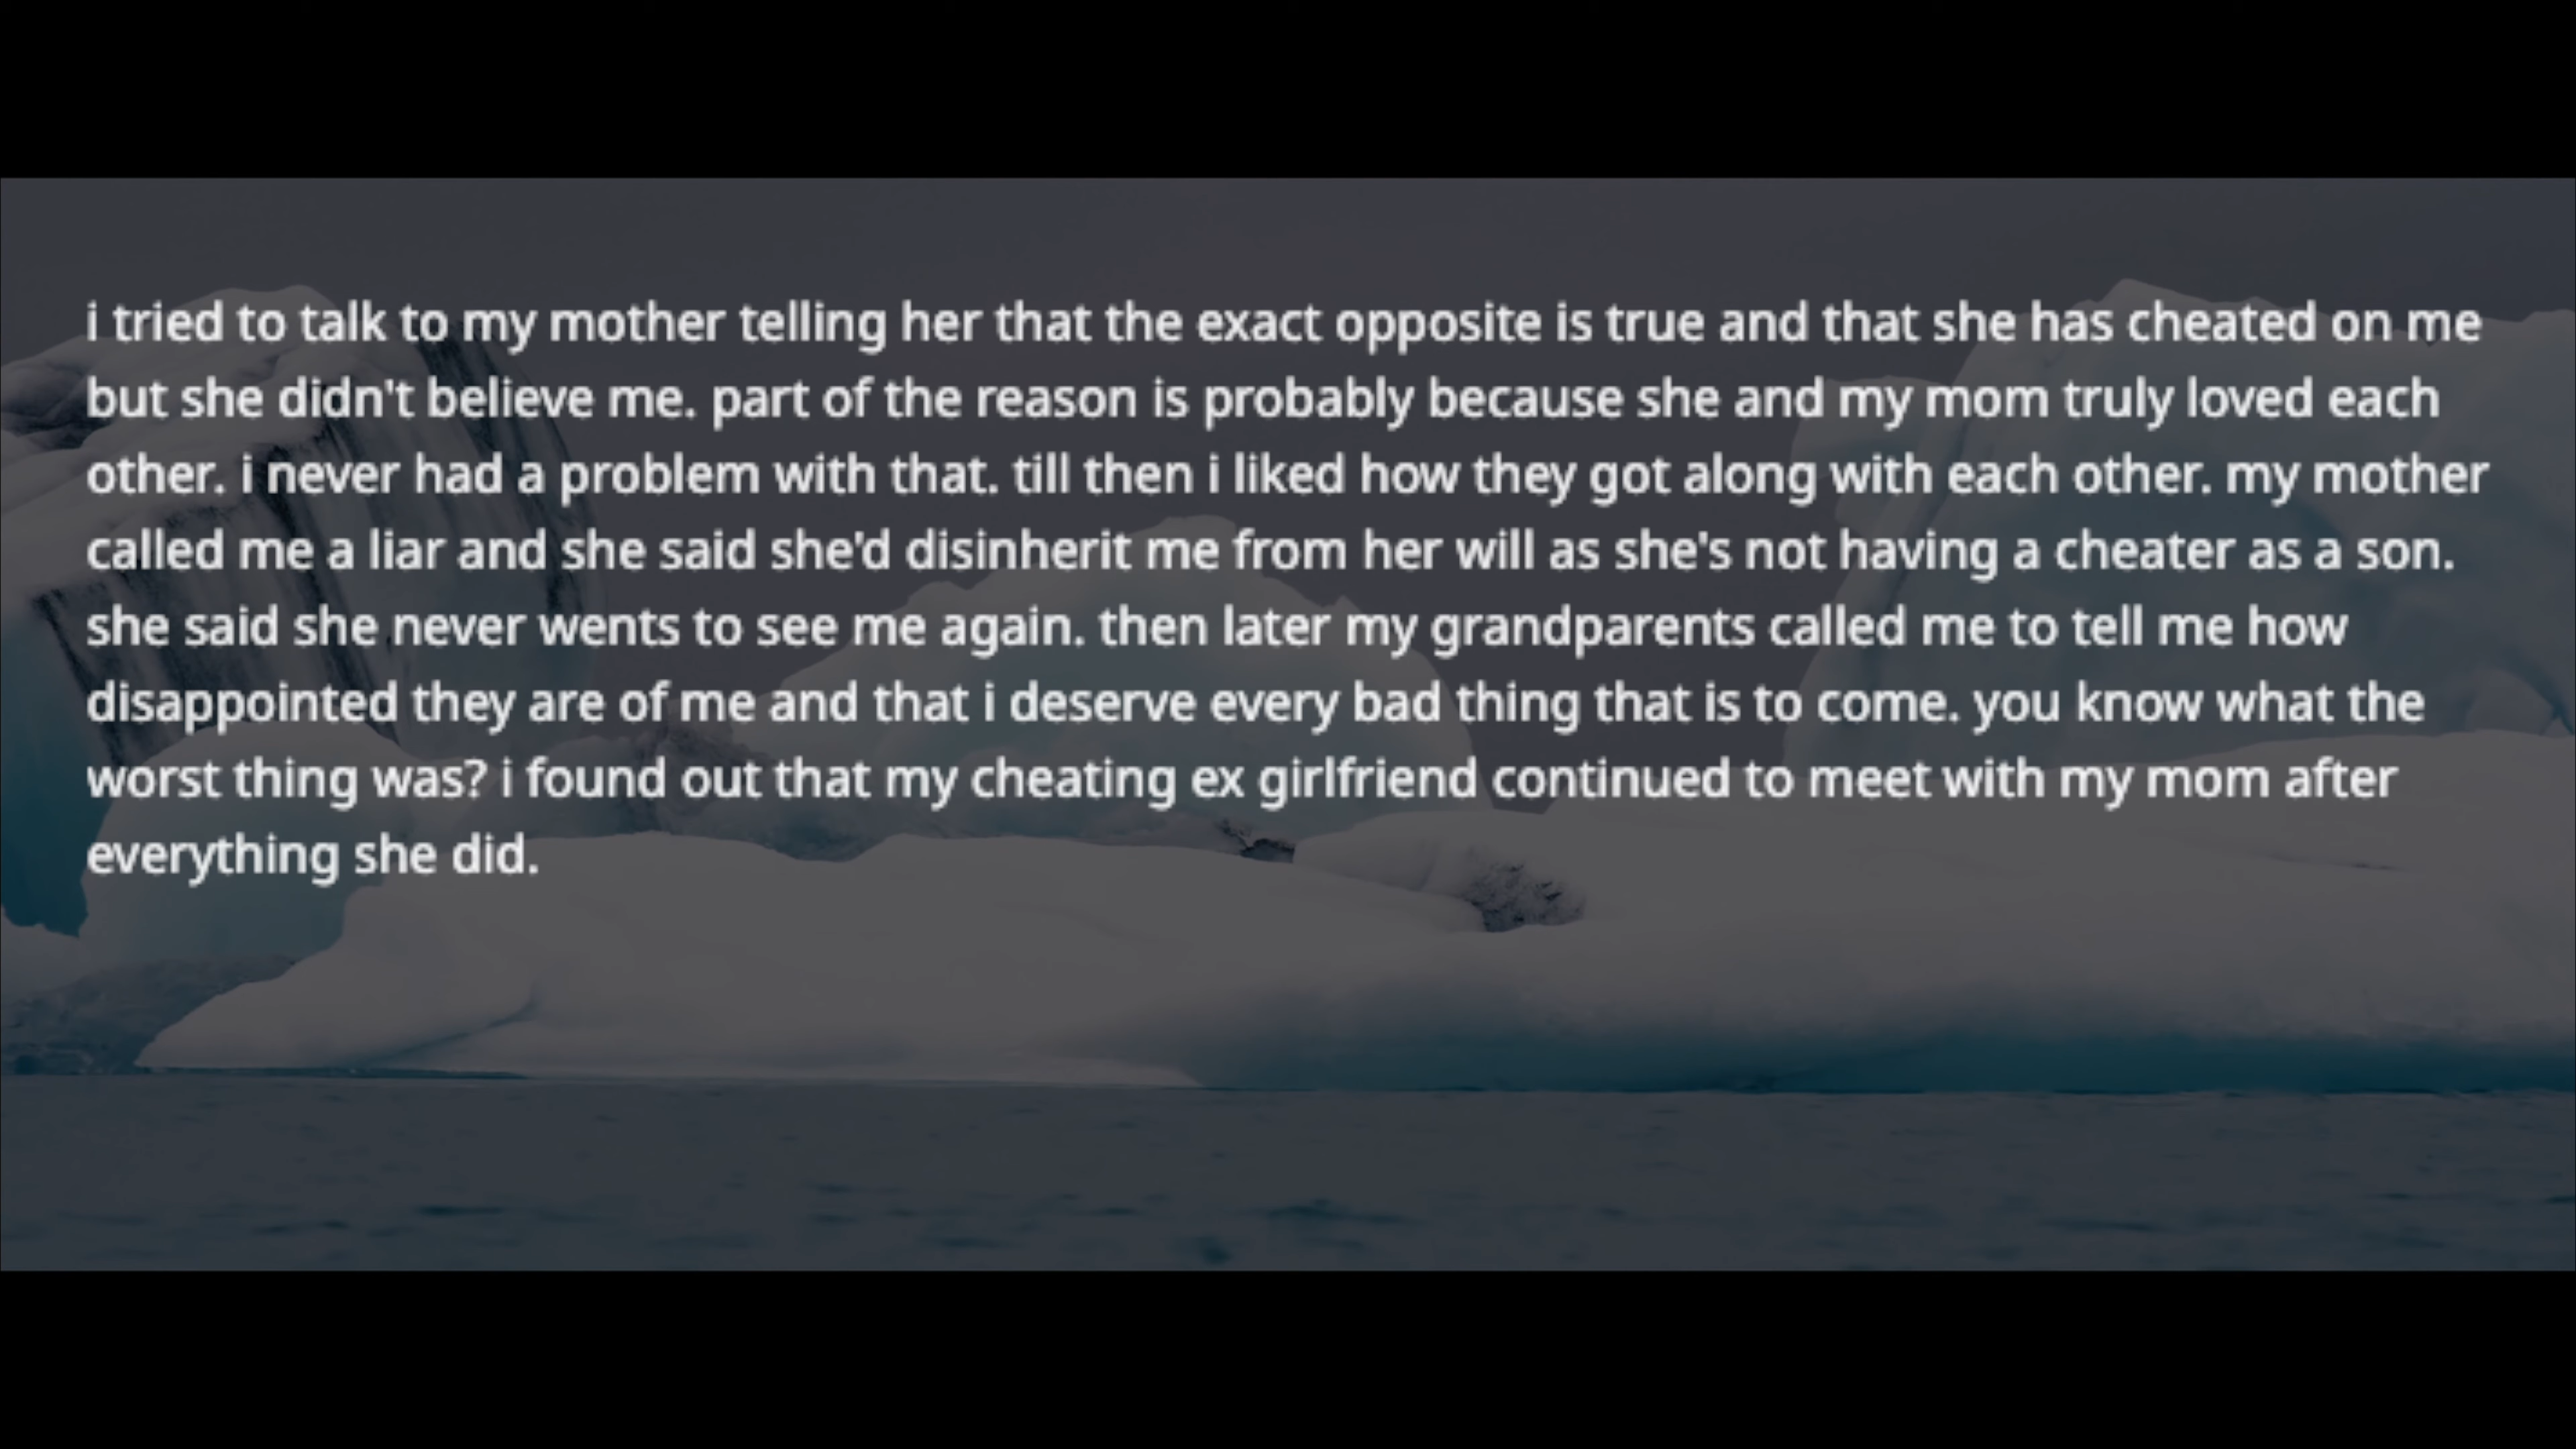 i tried to talk to my mother telling her that the exact opposite is true and that she has cheated on me
but she didn't believe me. part of the reason is probably because she and my mom truly loved each
other. i never had a problem with that. till then i liked how they got along with each other. my mother
called me a liar and she said she'd disinherit me from her will as she's not having a cheater as a son.
she said she never wents to see me again. then later my grandparents called me to tell me how
disappointed they are of me and that i deserve every bad thing that is to come. you know what the
worst thing was? i found out that my cheating ex girlfriend continued to meet with my mom after
everything she did.